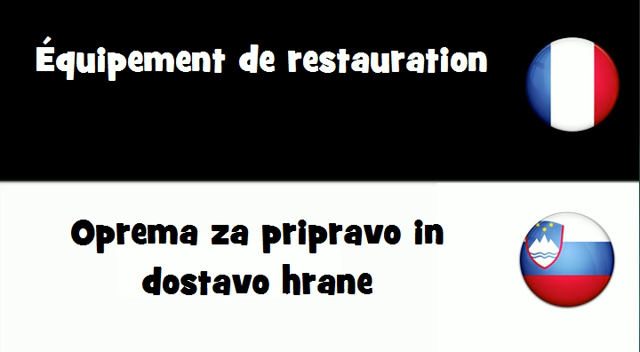 Équipement de restauration
Oprema za pripravo in
dostavo hrane